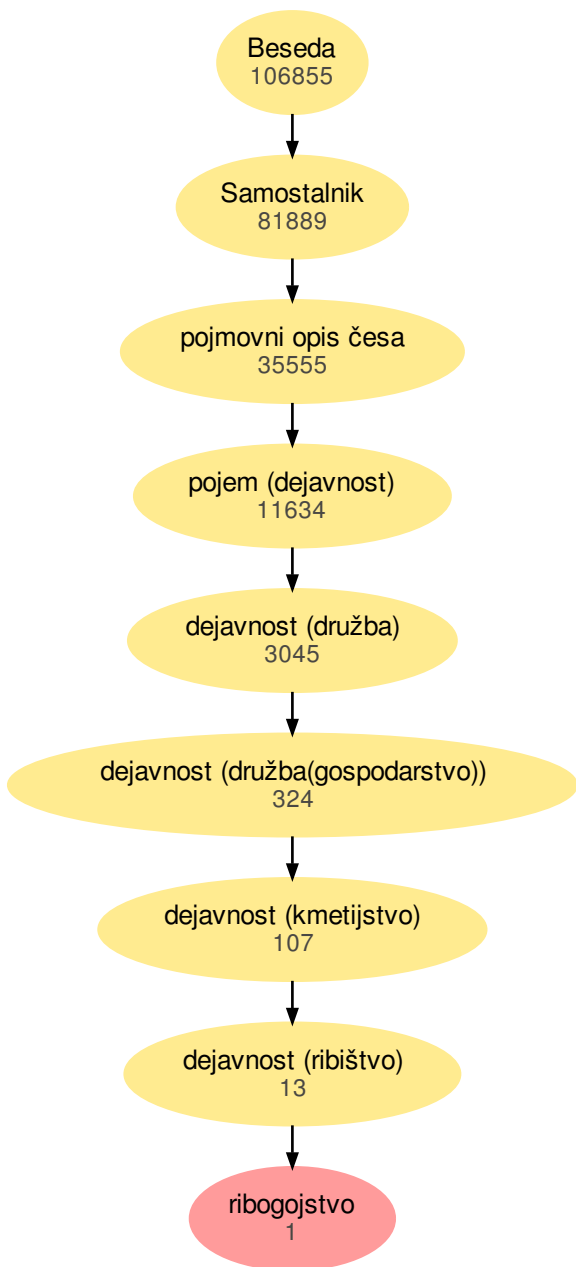 Beseda
106855
Samostalnik
81889
pojmovni opis česa
35555
pojem (dejavnost)
11634
dejavnost (družba)
3045
dejavnost (družba(gospodarstvo))
324
dejavnost (kmetijstvo)
107
dejavnost (ribištvo)
13
ribogojstvo
1